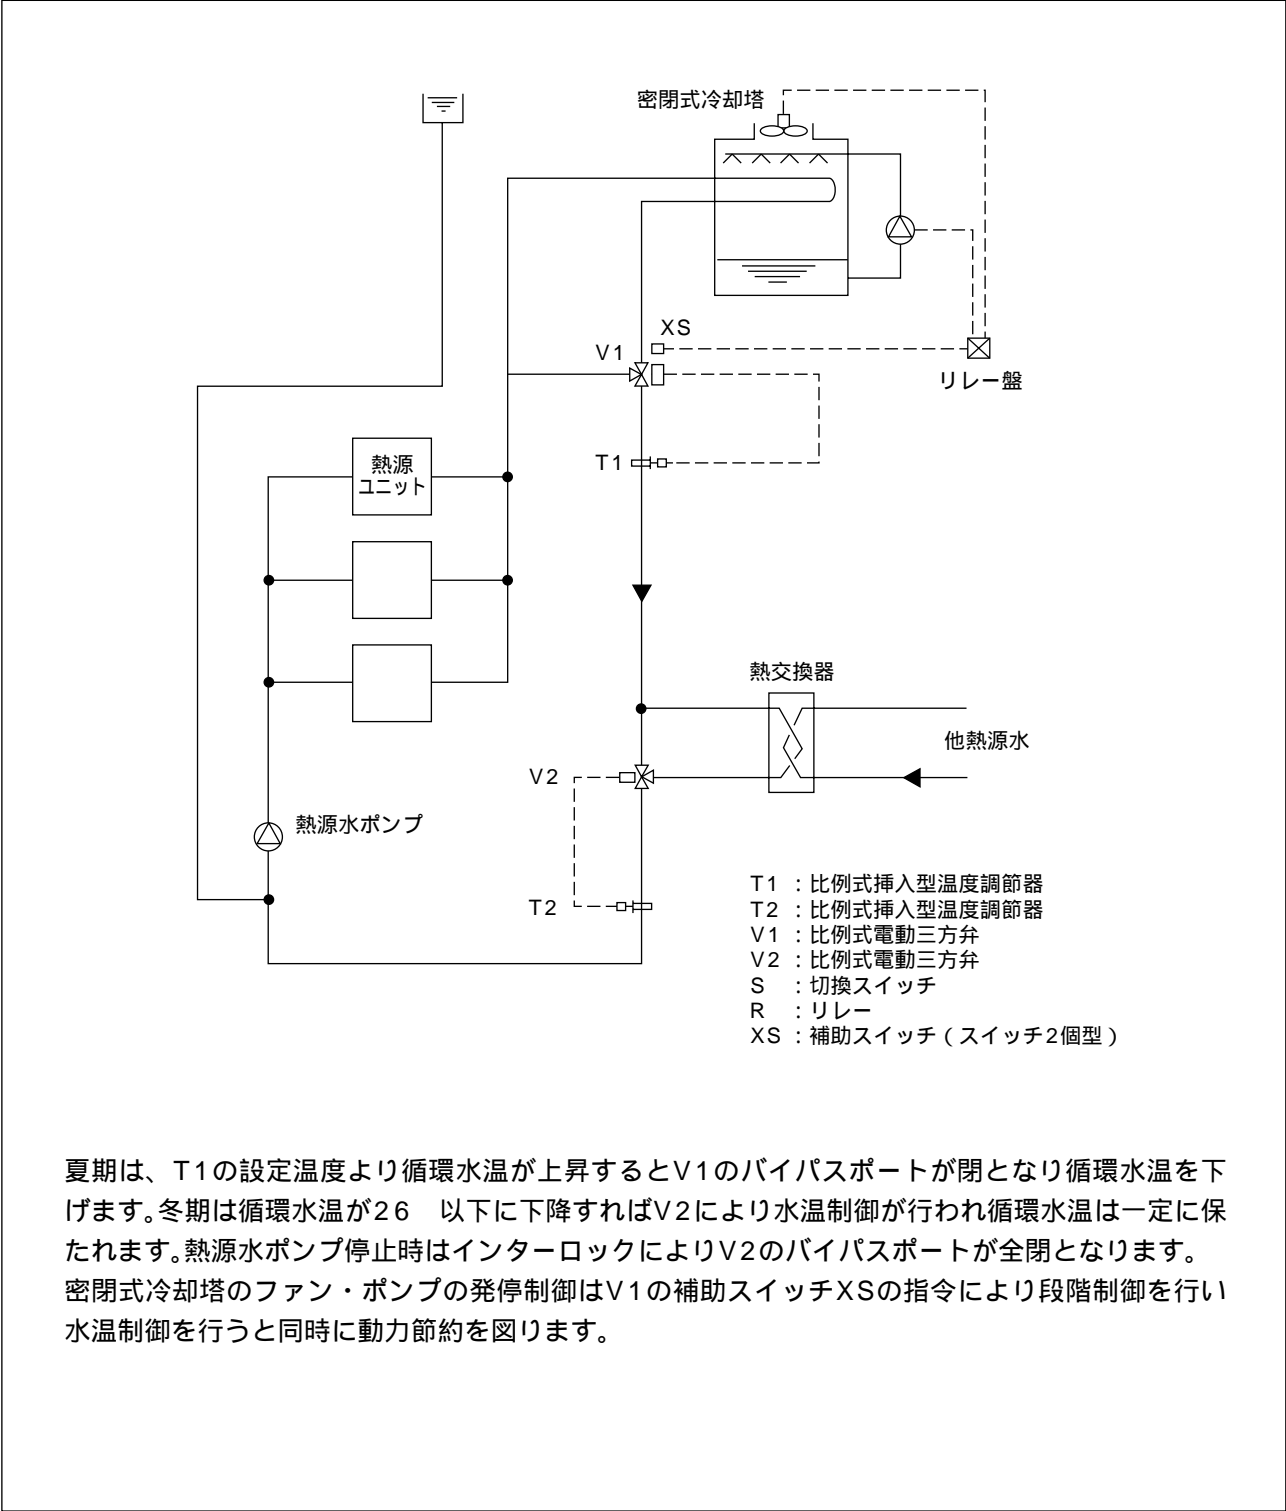 密閉式冷却塔
XS
V1
リレー盤
T1
熱源
ユニット
熱交換器
他熱源水
V2
熱源水ポンプ
T2
T1 ：比例式挿入型温度調節器
T2 ：比例式挿入型温度調節器
V1 ：比例式電動三方弁
V2 ：比例式電動三方弁
S ：切換スイッチ
R ：リレー
XS ：補助スイッチ（スイッチ2個型）
夏期は、T1の設定温度より循環水温が上昇するとV1のバイパスポートが閉となり循環水温を下
げます。冬期は循環水温が26　以下に下降すればV2により水温制御が行われ循環水温は一定に保
たれます。熱源水ポンプ停止時はインターロックによりV2のバイパスポートが全閉となります。
密閉式冷却塔のファン・ポンプの発停制御はV1の補助スイッチXSの指令により段階制御を行い
水温制御を行うと同時に動力節約を図ります。